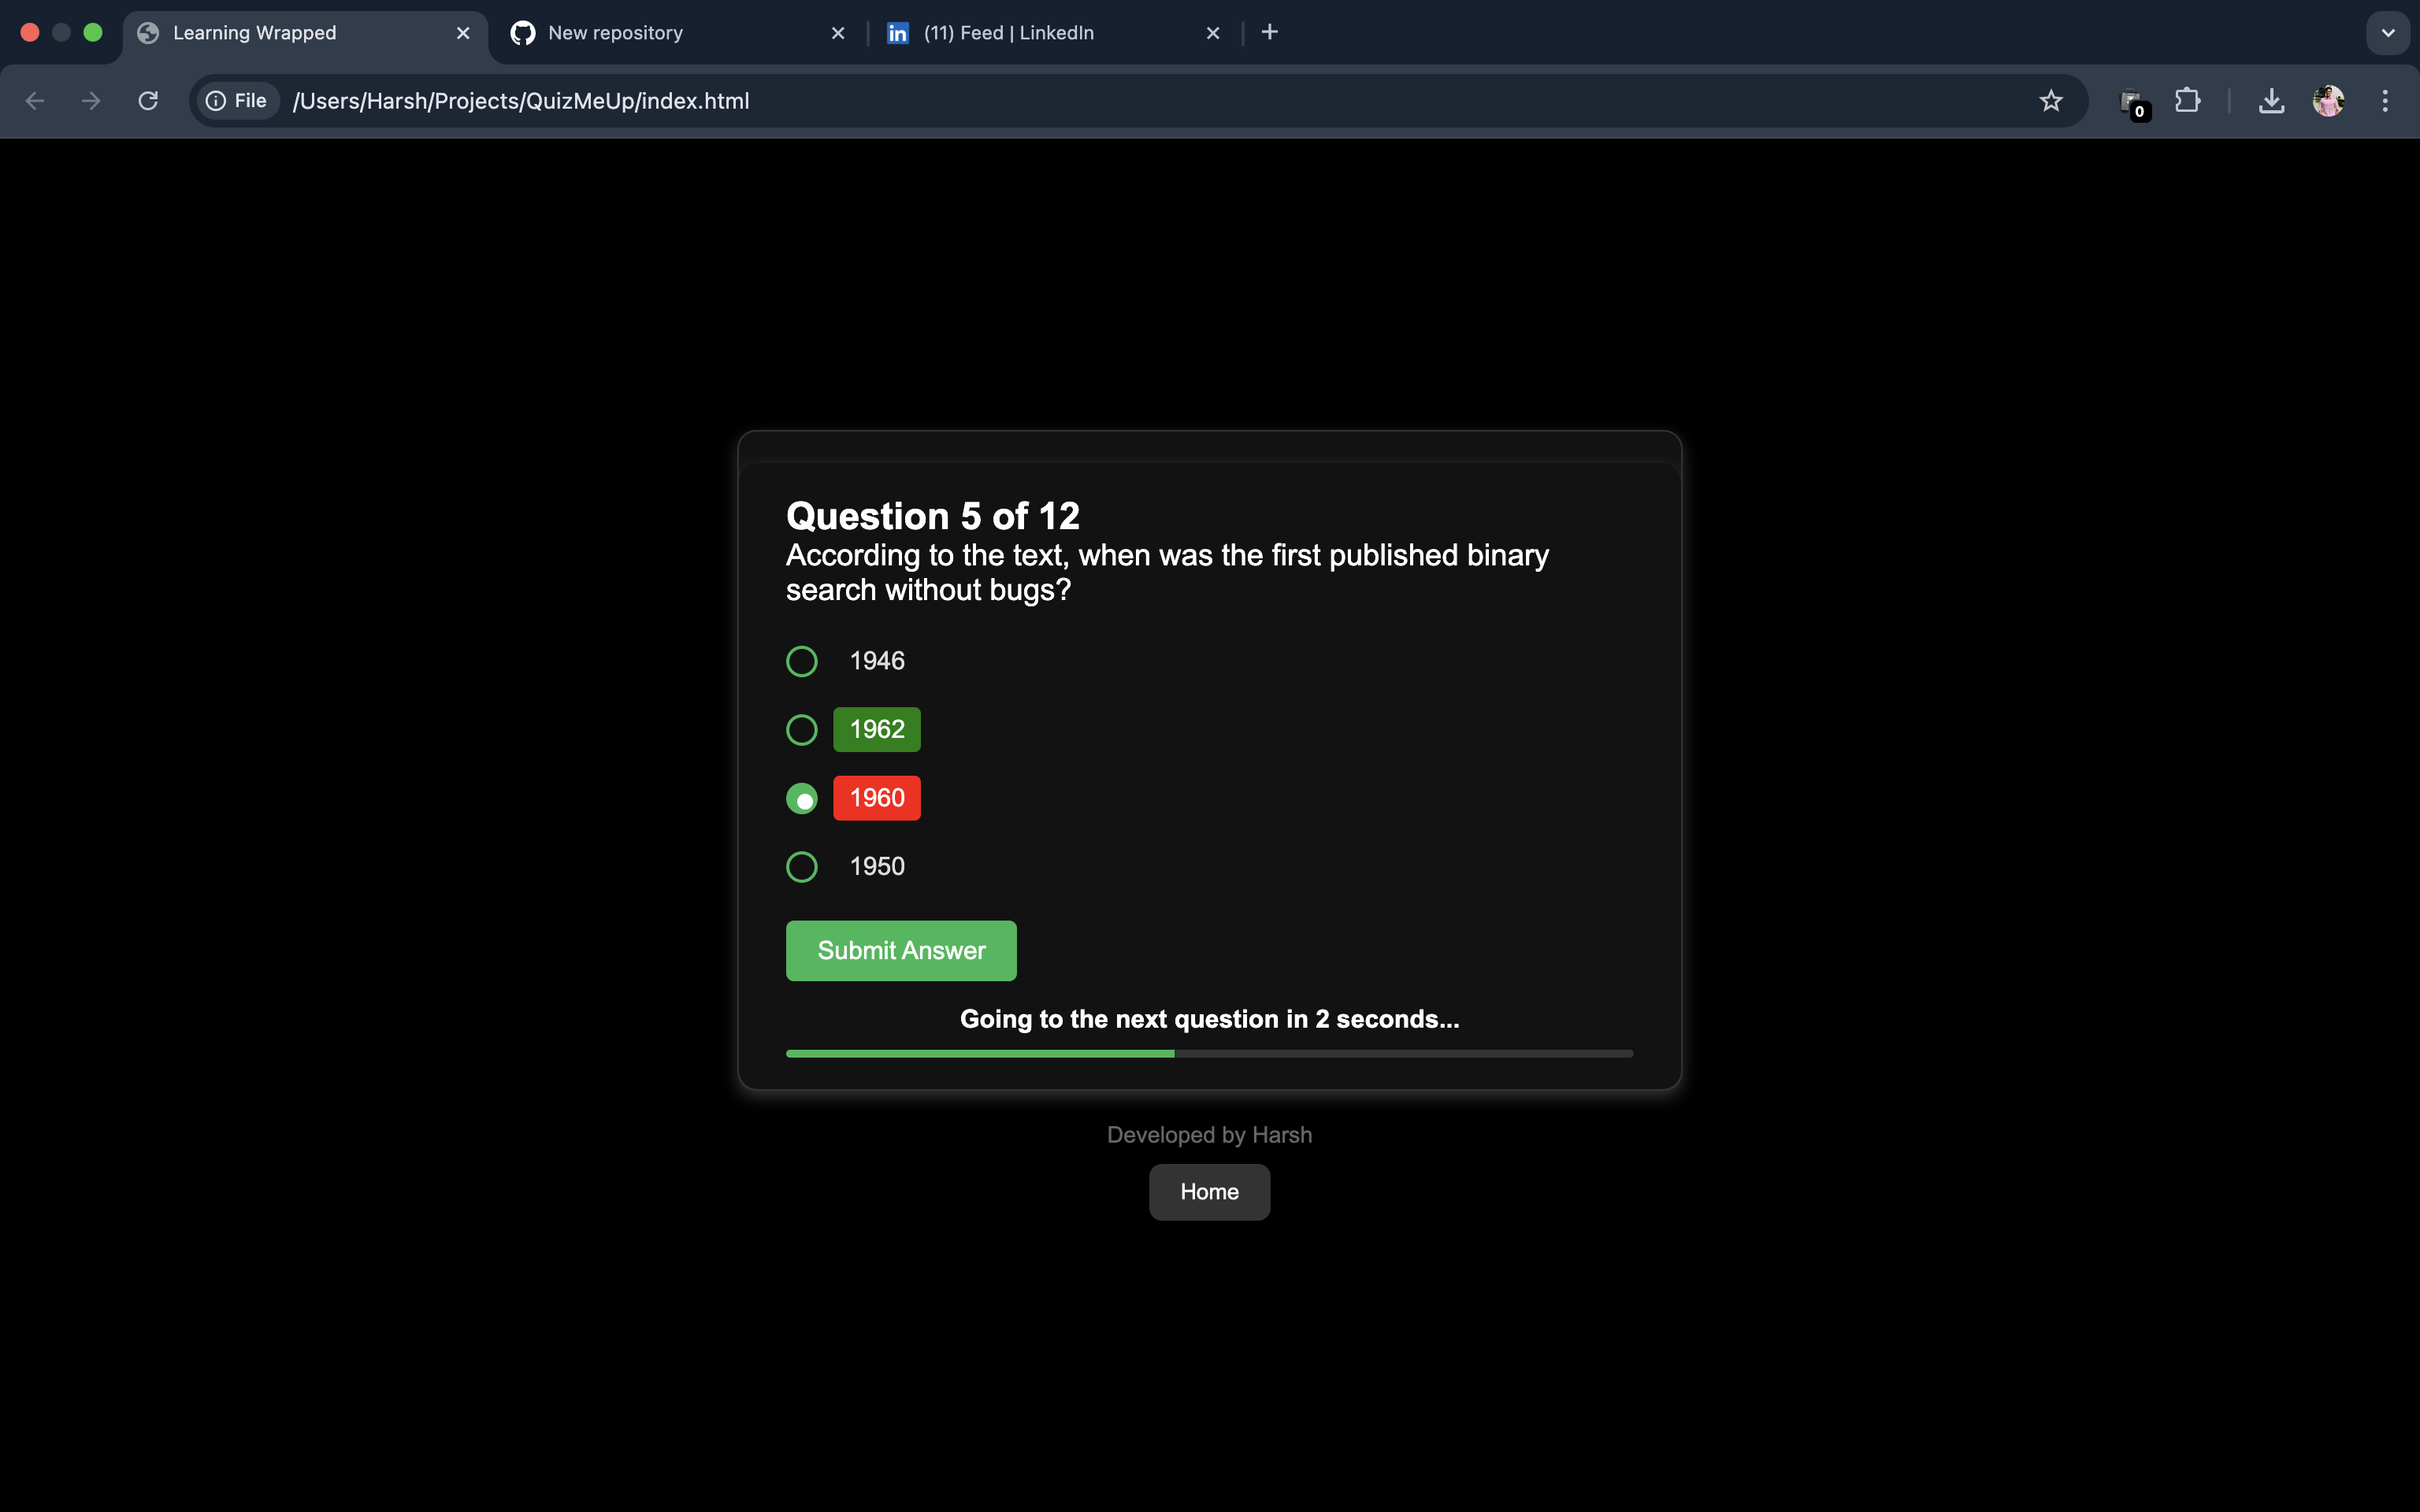 Learning Wrapped
New repository
(11) Feed | LinkedIn
File
/Users/Harsh/Projects/QuizMeUp/index.html
0
Question 5 of 12
According to the text, when was the first published binary
search without bugs?
1946
1962
1960
1950
Submit Answer
Going to the next question in 2 seconds...
Developed by Harsh
Home